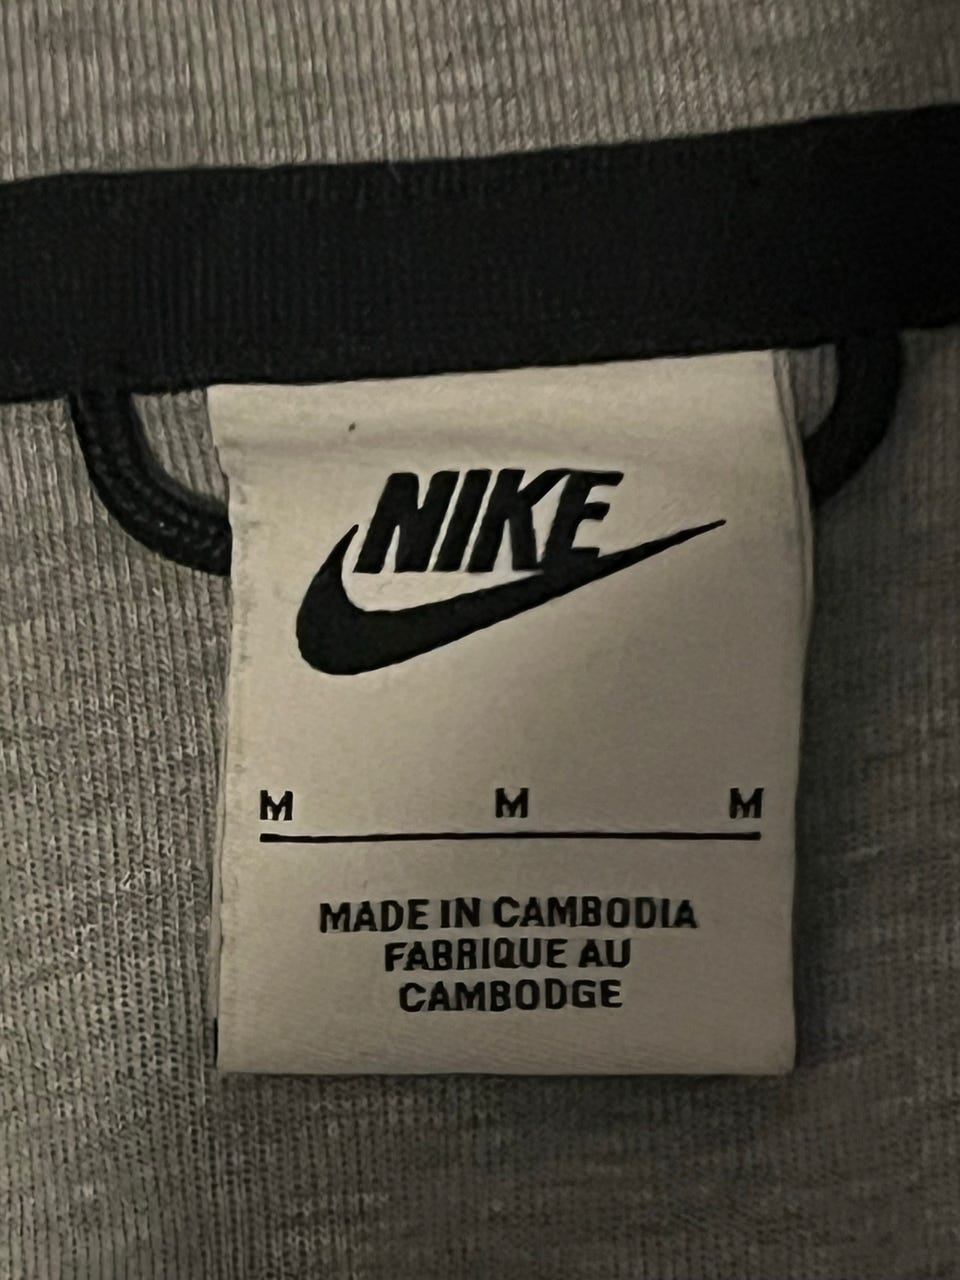 NIKE
M M M
MADE IN CAMBODIA
FABRIQUE AU
CAMBODGE